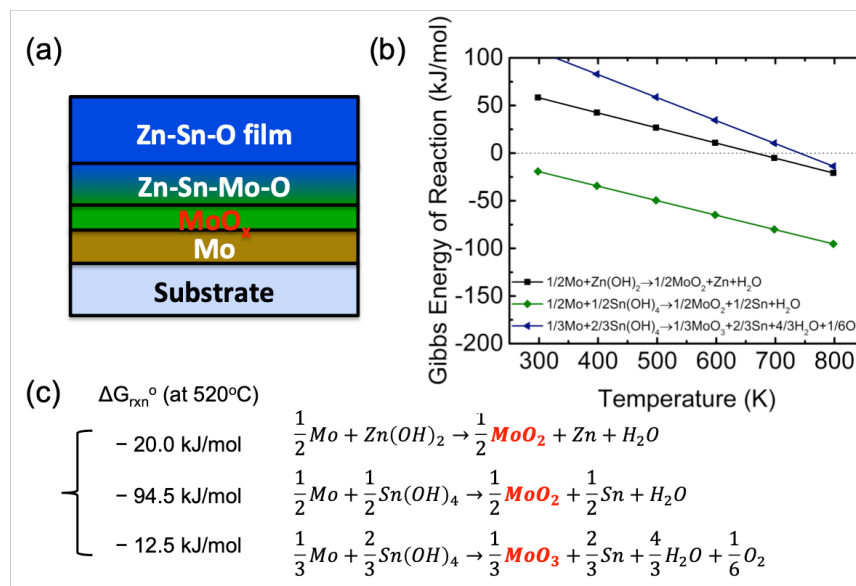 (a)
Zn-Sn-O film
Zn-Sn-Mo-O
MoOₓ
Mo
Substrate
(b)
Gibbs Energy of Reaction (kJ/mol)
100
50
0
-50
-100
-150
-200
1/2Mo+Zn(OH)₂→1/2MoO₂+Zn+H₂O
1/2Mo+1/2Sn(OH)₄→1/2MoO₂+1/2Sn+H₂O
1/3Mo+2/3Sn(OH)₄→1/3MoO₃+2/3Sn+4/3H₂O+1/6O
300 400 500 600 700 800
Temperature (K)
(c)
ΔG_rxn° (at 520°C)
− 20.0 kJ/mol
1/2 Mo + Zn(OH)₂ → 1/2 MoO₂ + Zn + H₂O
− 94.5 kJ/mol
1/2 Mo + 1/2 Sn(OH)₄ → 1/2 MoO₂ + 1/2 Sn + H₂O
− 12.5 kJ/mol
1/3 Mo + 2/3 Sn(OH)₄ → 1/3 MoO₃ + 2/3 Sn + 4/3 H₂O + 1/6 O₂